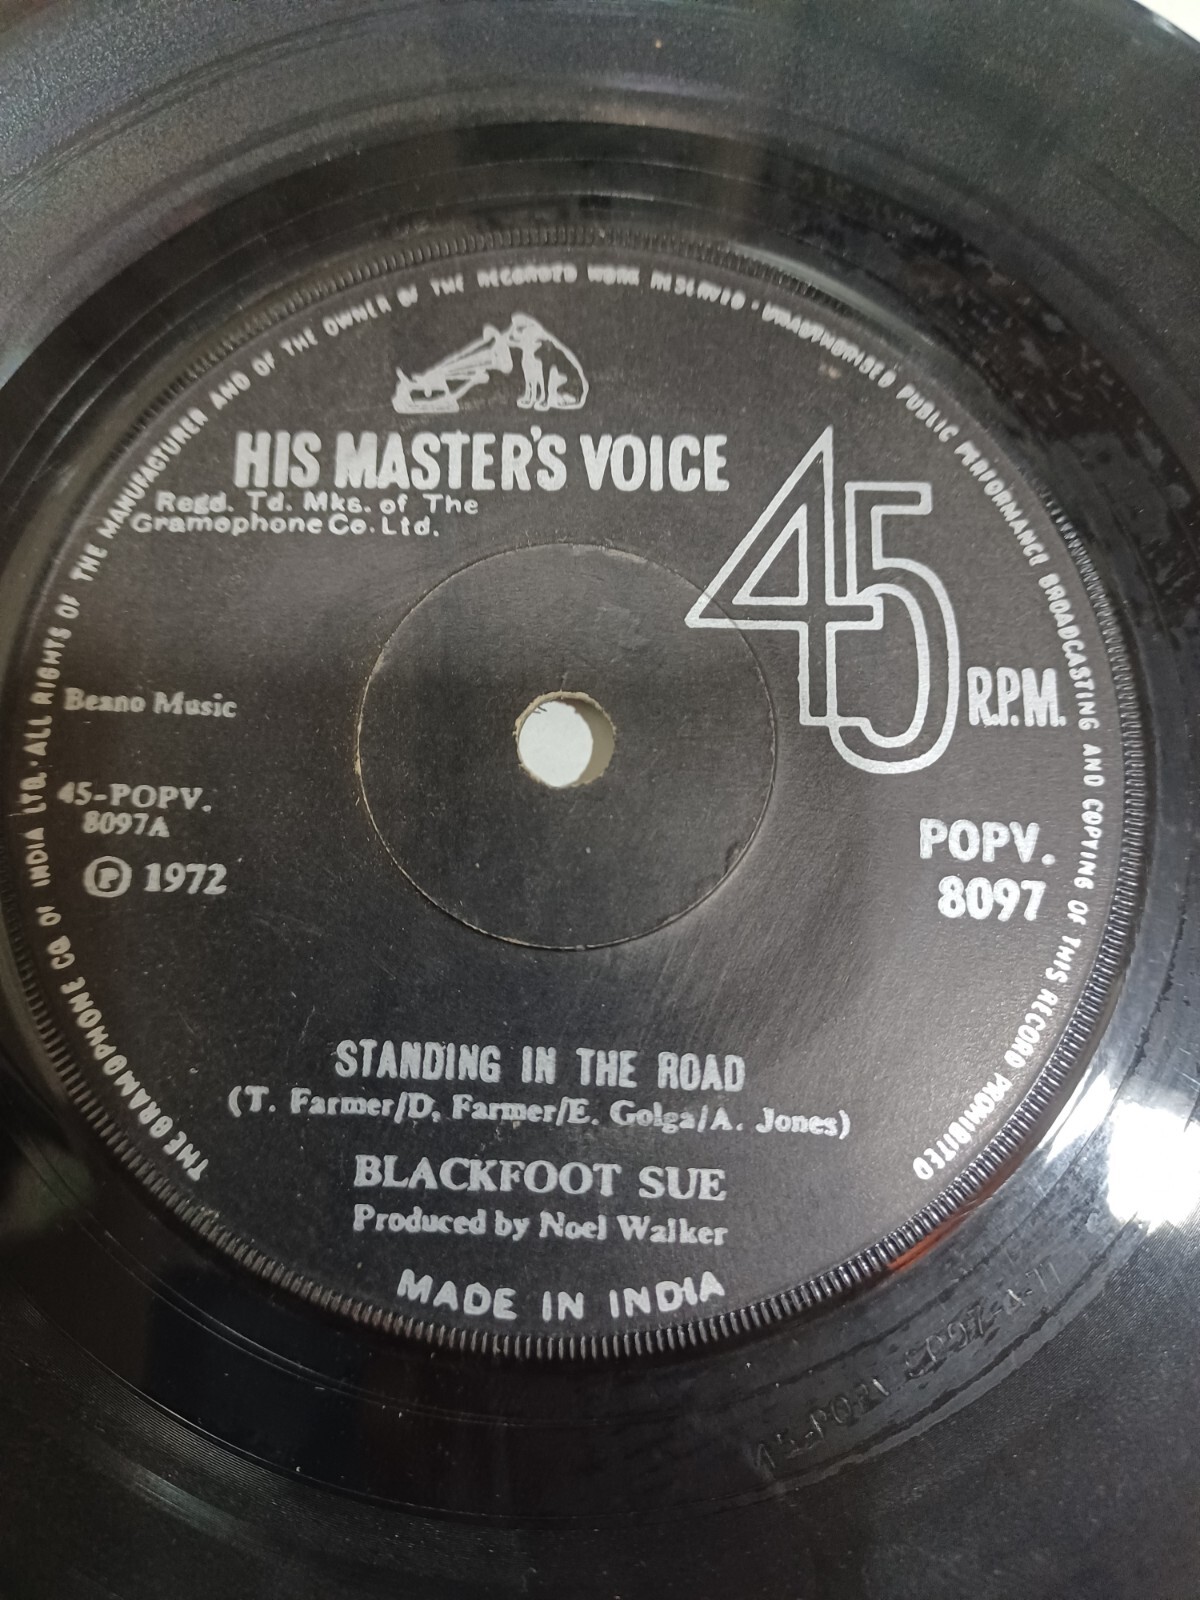 THE GRAMOPHONE CO. OF INDIA LTD. · ALL RIGHTS OF THE MANUFACTURER AND OF THE OWNER OF THE RECORDED WORK RESERVED · UNAUTHORISED PUBLIC PERFORMANCE BROADCASTING AND COPYING OF THIS RECORD PROHIBITED
HIS MASTER'S VOICE
Regd. Td. Mks. of The
Gramophone Co. Ltd.
45
R.P.M.
Beano Music
45-POPV.
8097A
Ⓟ 1972
POPV.
8097
STANDING IN THE ROAD
(T. Farmer/D. Farmer/E. Golga/A. Jones)
BLACKFOOT SUE
Produced by Noel Walker
MADE IN INDIA